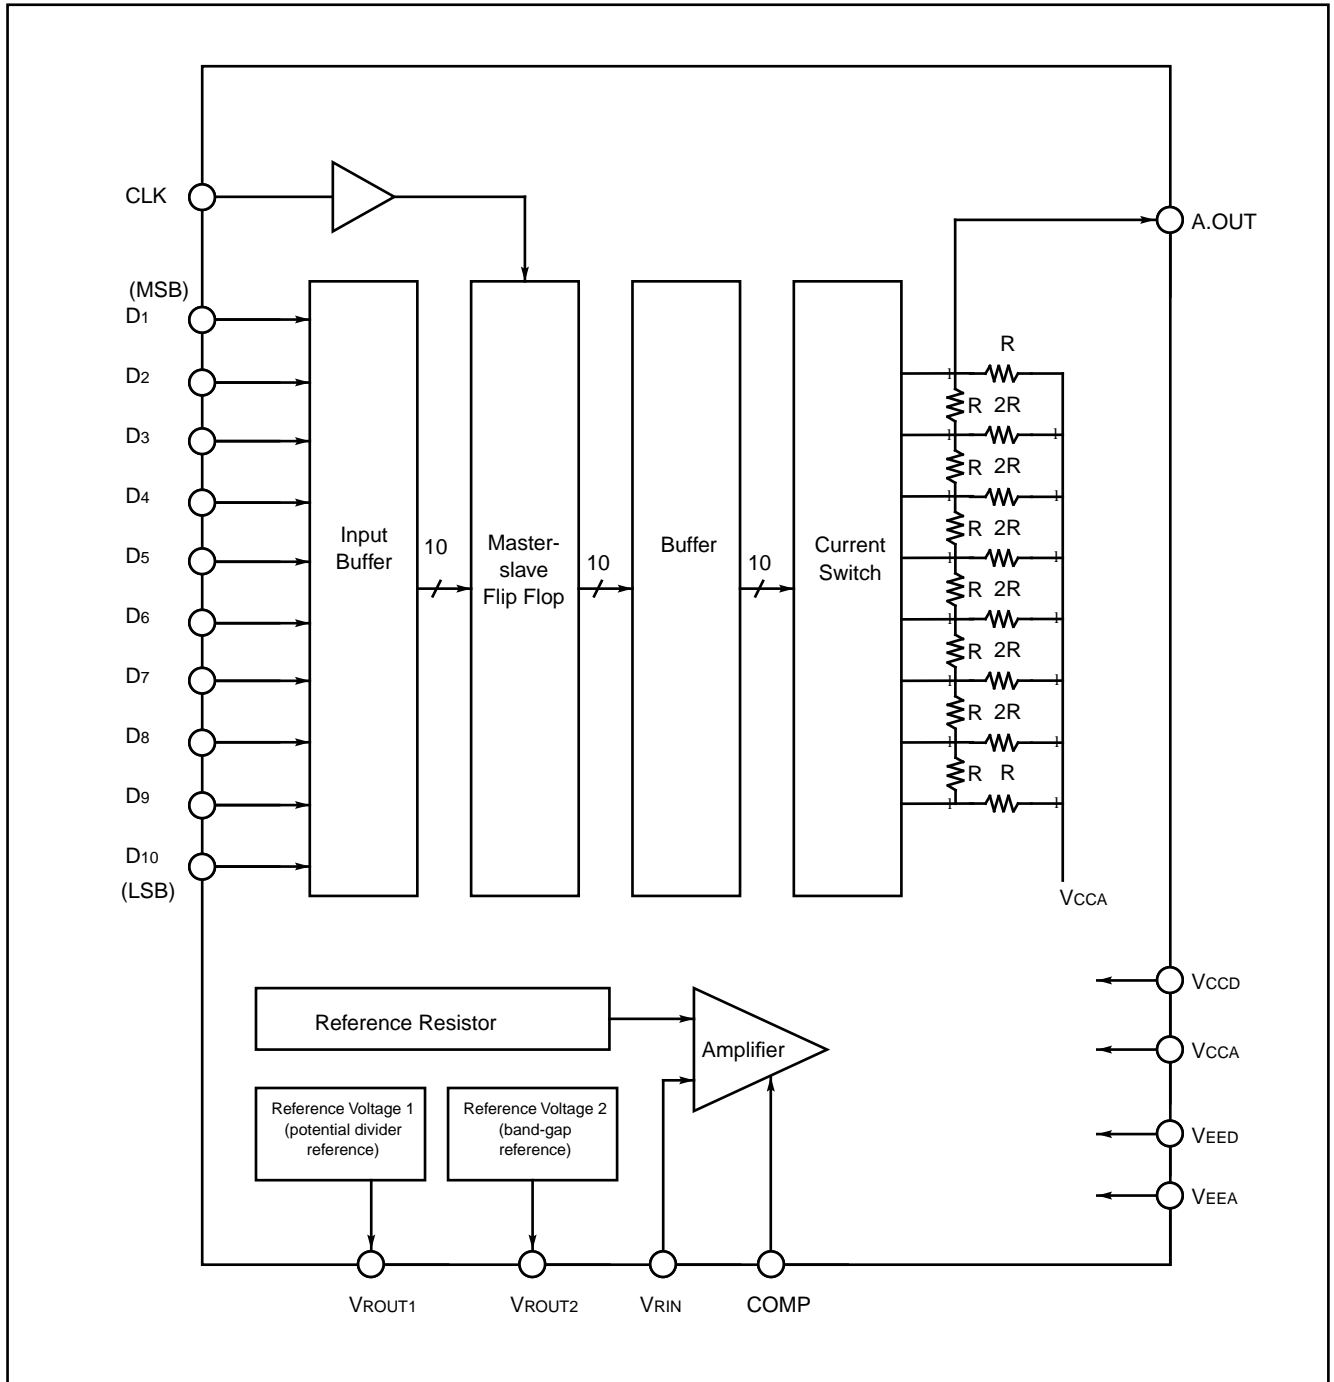 CLK
A.OUT
(MSB)
D1
D2
D3
D4
D5
D6
D7
D8
D9
D10
(LSB)
Input
Buffer
10
Master-
slave
Flip Flop
10
Buffer
10
Current
Switch
R
R 2R
R 2R
R 2R
R 2R
R 2R
R 2R
R R
VCCA
VCCD
VCCA
VEED
VEEA
Reference Resistor
Amplifier
Reference Voltage 1
(potential divider
reference)
Reference Voltage 2
(band-gap
reference)
VROUT1
VROUT2
VRIN
COMP